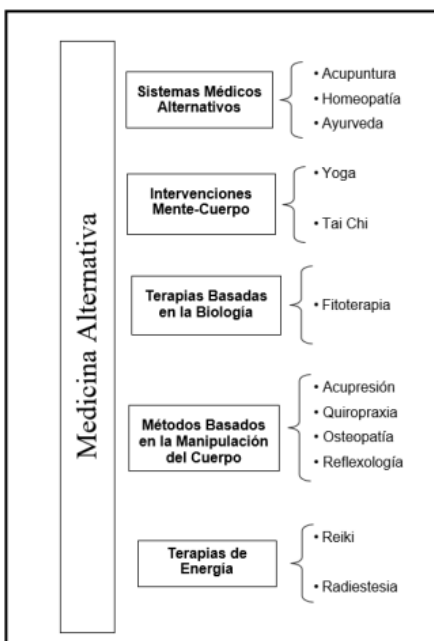 Medicina Alternativa
Sistemas Médicos
Alternativos
• Acupuntura
• Homeopatía
• Ayurveda
Intervenciones
Mente-Cuerpo
• Yoga
• Tai Chi
Terapias Basadas
en la Biología
• Fitoterapia
Métodos Basados
en la Manipulación
del Cuerpo
• Acupresión
• Quiropraxia
• Osteopatía
• Reflexología
Terapias de
Energía
• Reiki
• Radiestesia